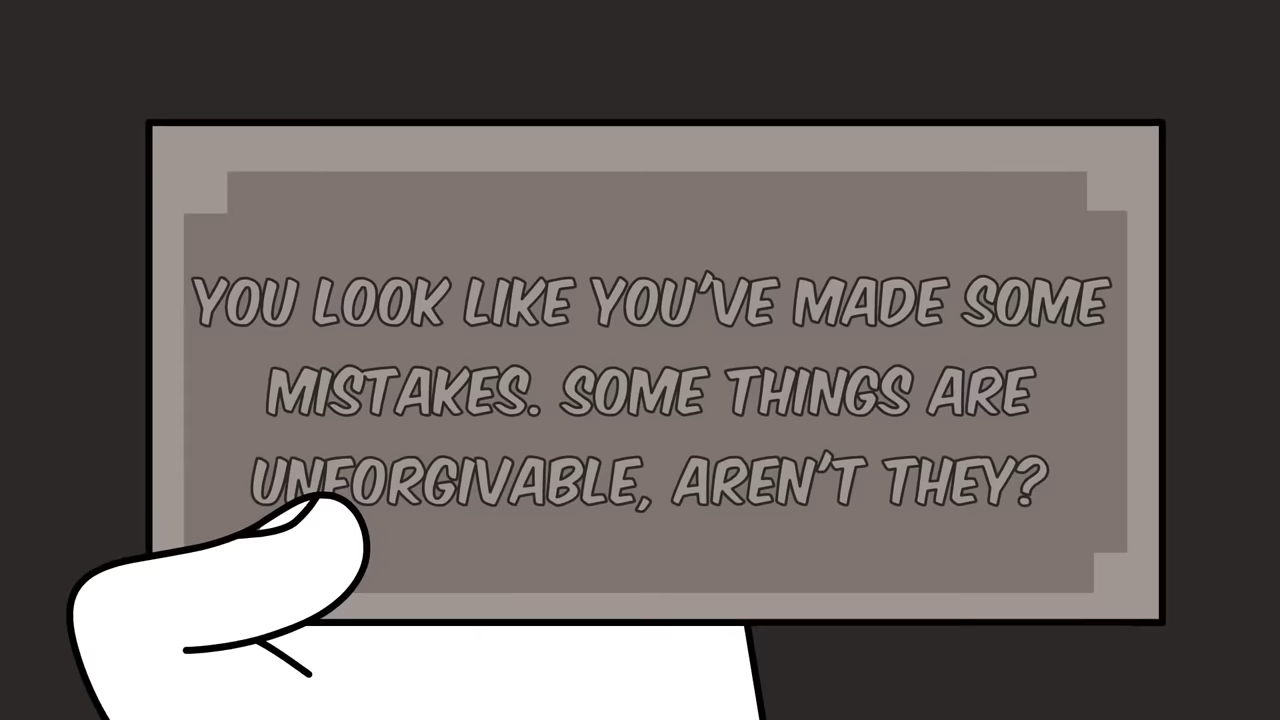 YOU LOOK LIKE YOU'VE MADE SOME
MISTAKES. SOME THINGS ARE
UNFORGIVABLE, AREN'T THEY?